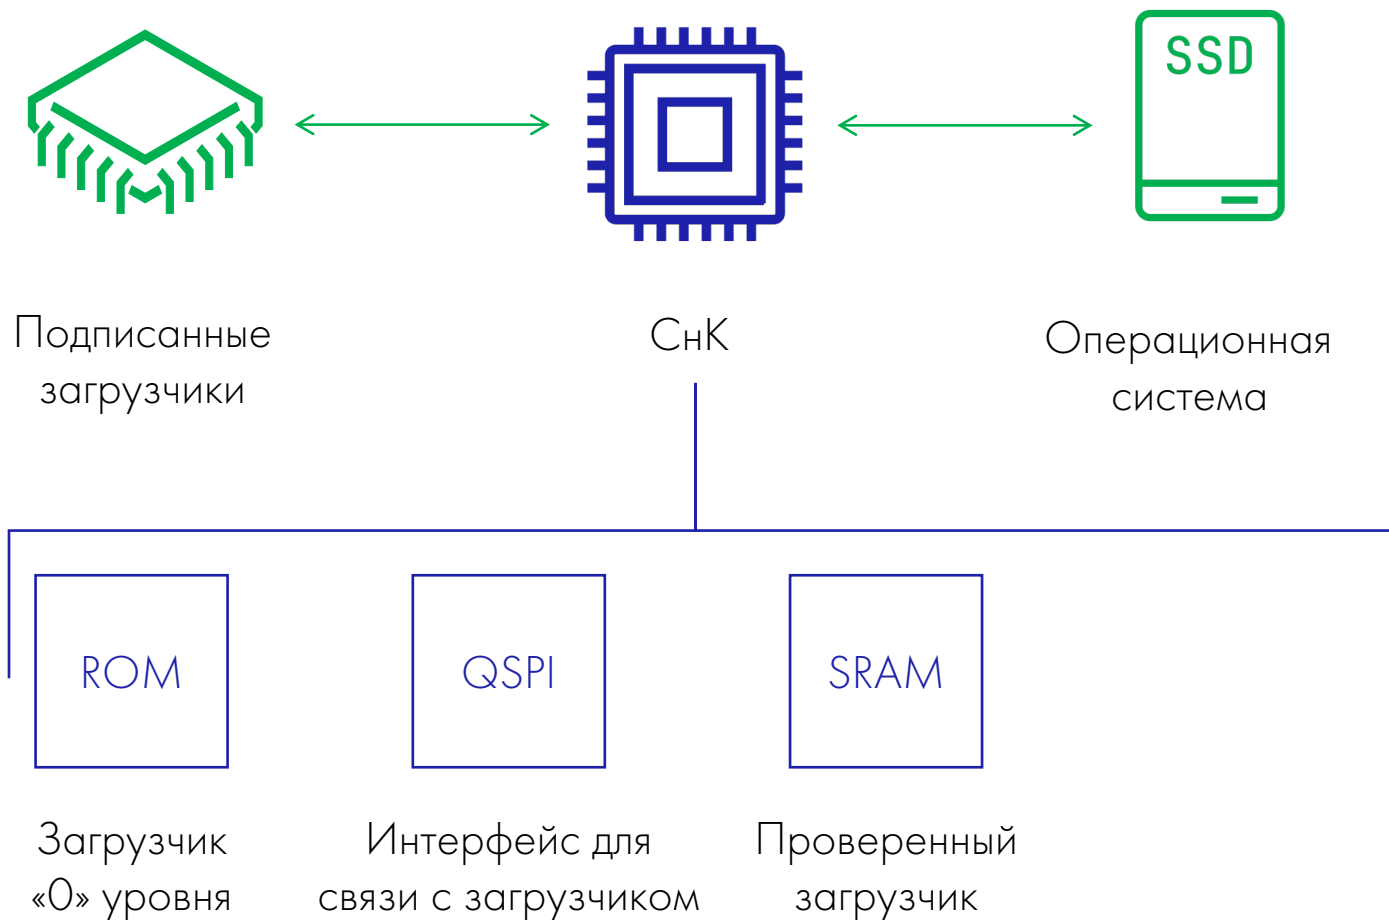 SSD
Подписанные
загрузчики
СнК
Операционная
система
ROM
QSPI
SRAM
Загрузчик
«0» уровня
Интерфейс для
связи с загрузчиком
Проверенный
загрузчик